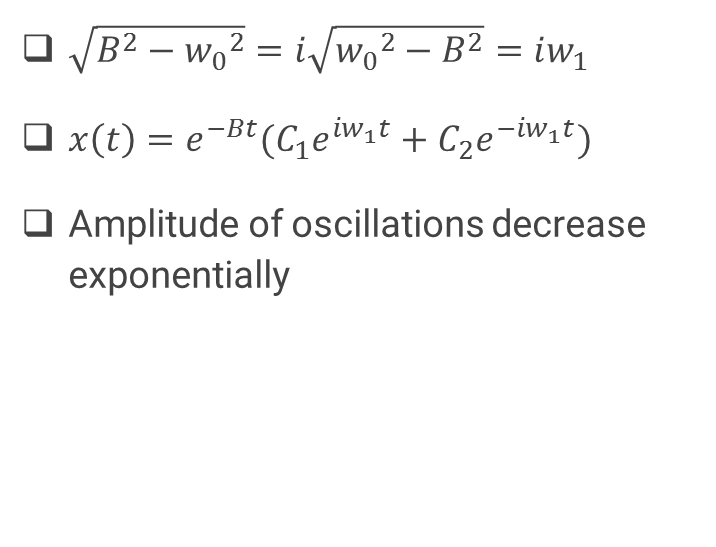 ❑ √(B² − w₀²) = i√(w₀² − B²) = iw₁
❑ x(t) = e^{−Bt}(C₁e^{iw₁t} + C₂e^{−iw₁t})
❑ Amplitude of oscillations decrease
exponentially